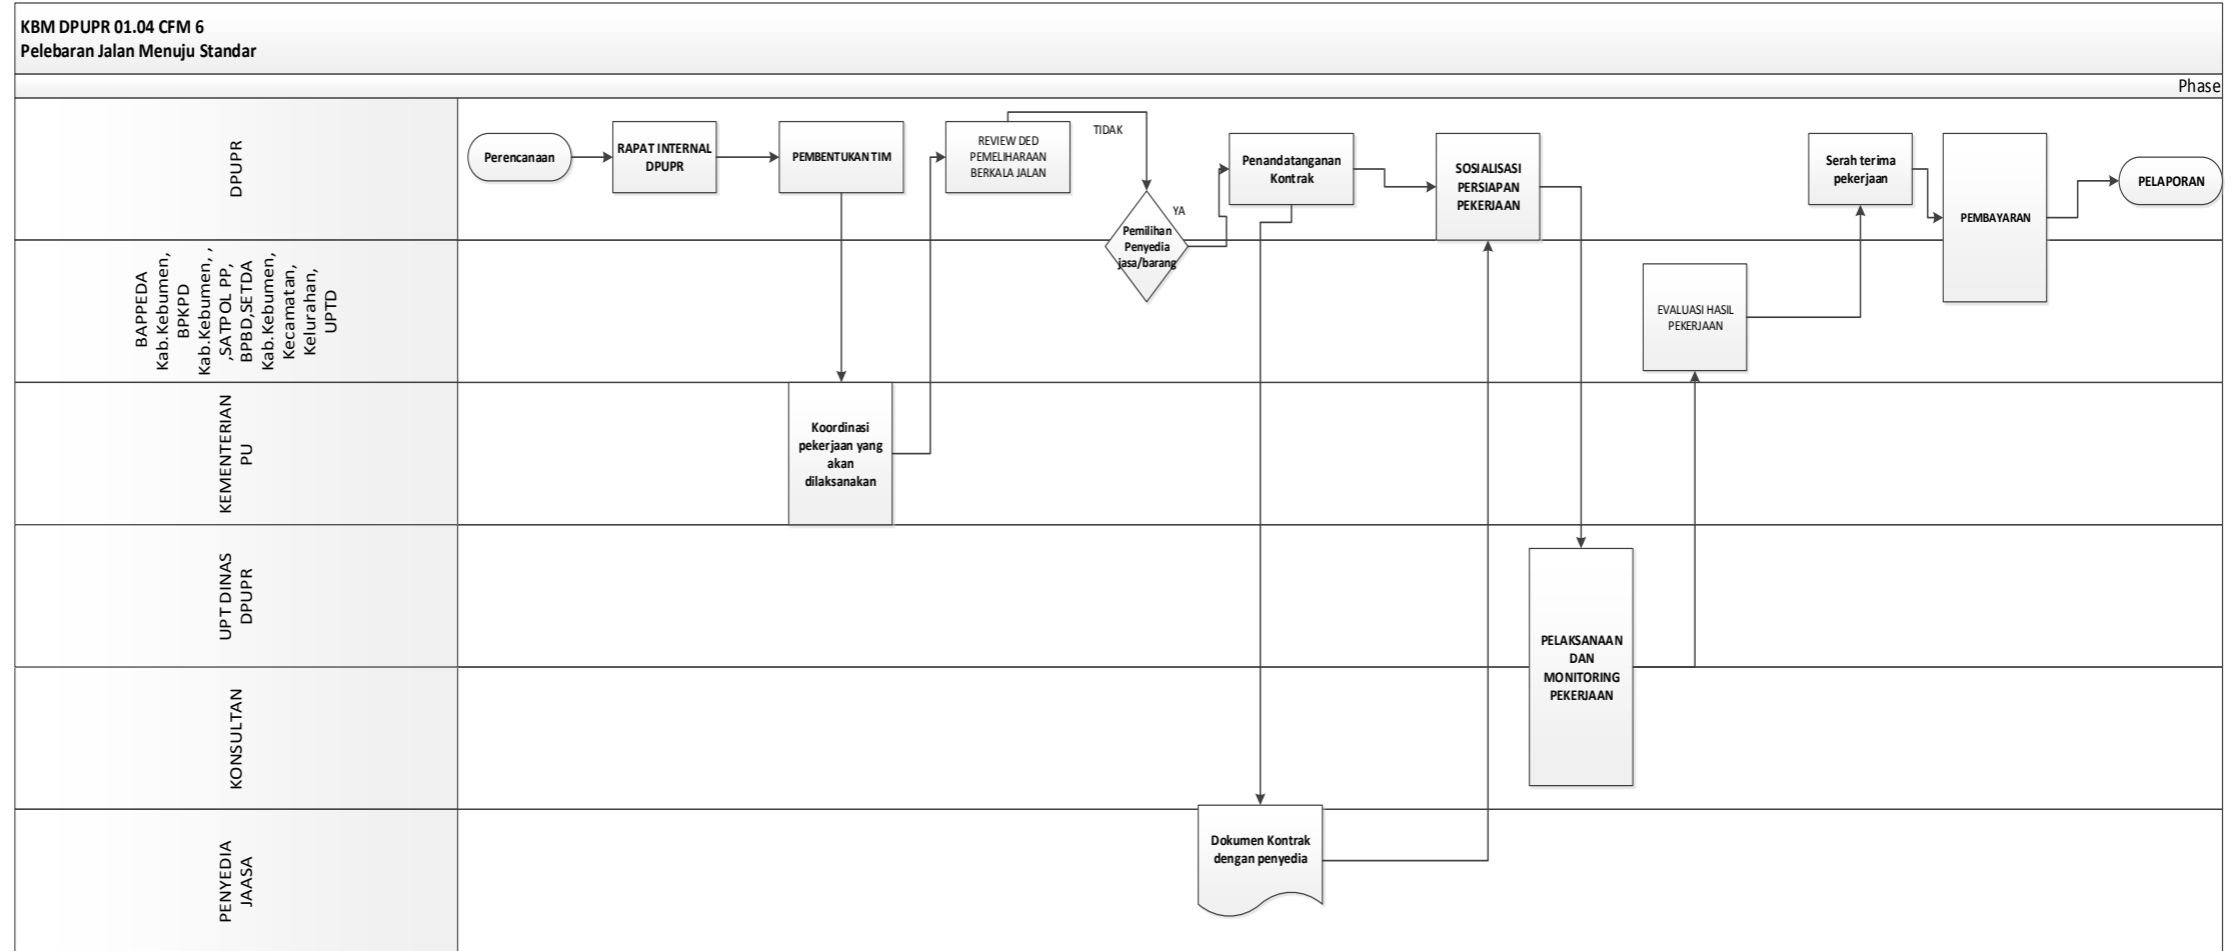 KBM DPUPR 01.04 CFM 6
Pelebaran Jalan Menuju Standar
Phase
DPUPR
Perencanaan
RAPAT INTERNAL
DPUPR
PEMBENTUKAN TIM
REVIEW DED
PEMELIHARAAN
BERKALA JALAN
TIDAK
Pemilihan
Penyedia
jasa/barang
YA
Penandatanganan
Kontrak
SOSIALISASI
PERSIAPAN
PEKERJAAN
Serah terima
pekerjaan
PEMBAYARAN
PELAPORAN
BAPPEDA
Kab.Kebumen,
BPKPD
Kab.Kebumen, ,
,SATPOL PP,
BPBD,SETDA
Kab.Kebumen,
Kecamatan,
Kelurahan,
UPTD
EVALUASI HASIL
PEKERJAAN
KEMENTERIAN
PU
Koordinasi
pekerjaan yang
akan
dilaksanakan
UPT DINAS
DPUPR
PELAKSANAAN
DAN
MONITORING
PEKERJAAN
KONSULTAN
PENYEDIA
JAASA
Dokumen Kontrak
dengan penyedia